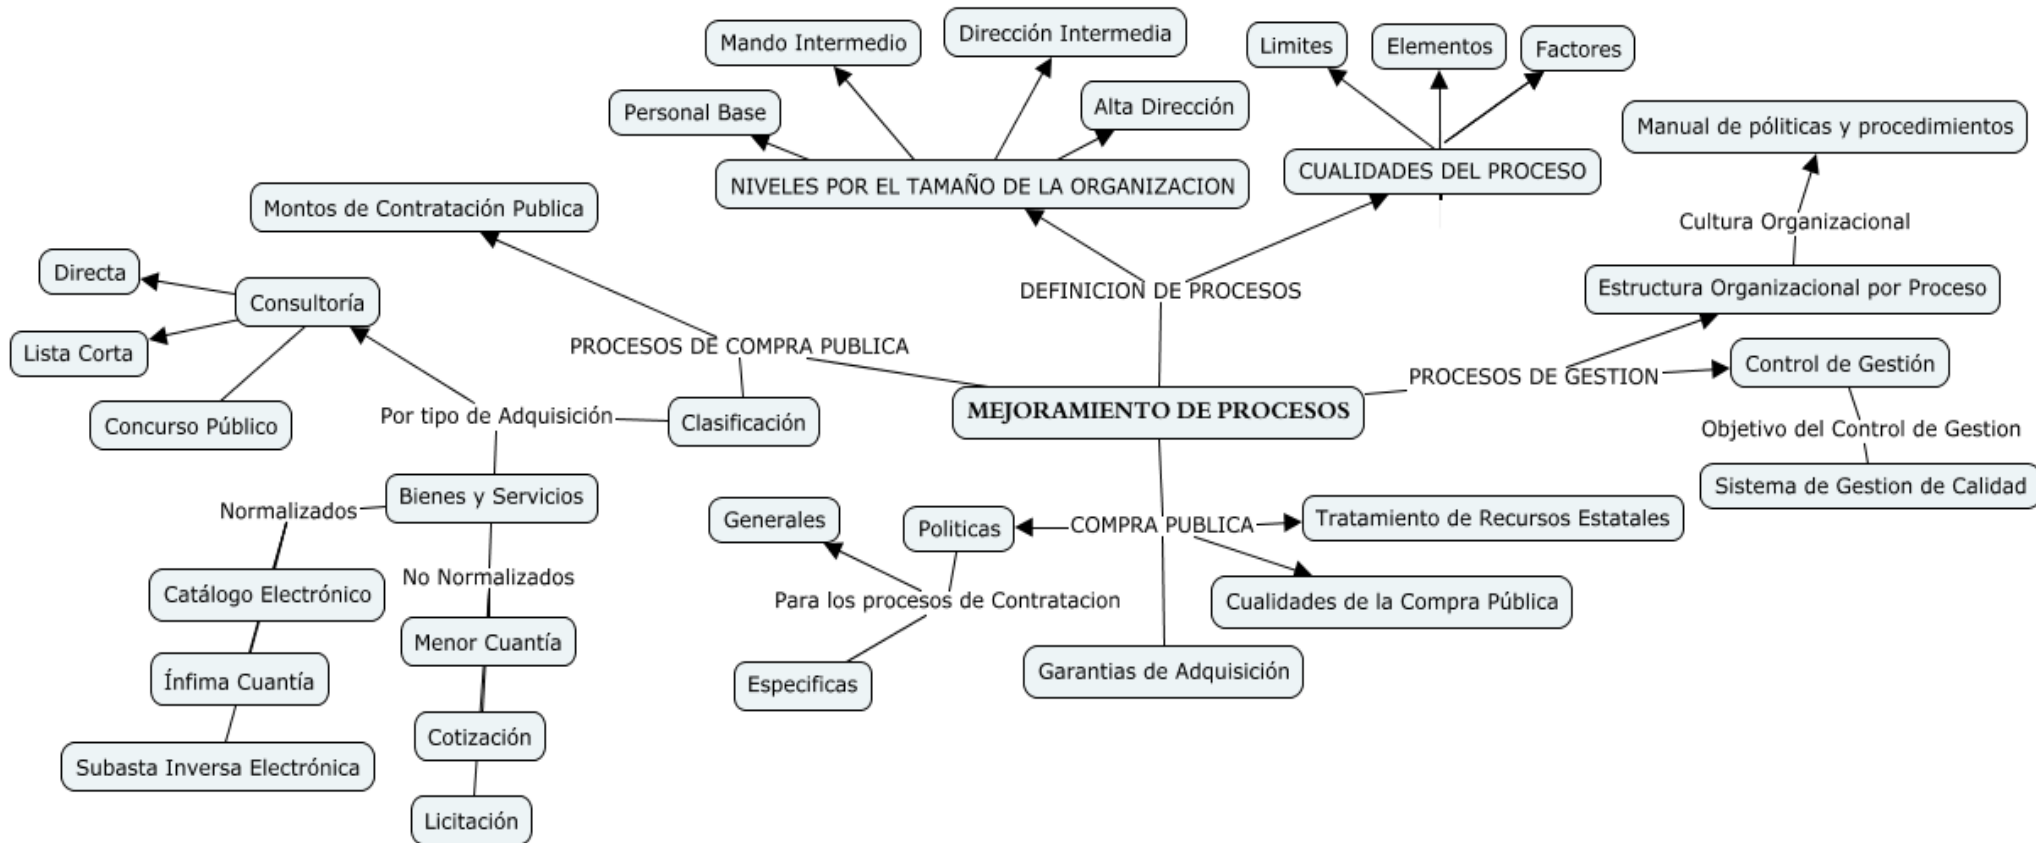 Mando Intermedio
Dirección Intermedia
Limites
Elementos
Factores
Personal Base
Alta Dirección
Manual de póliticas y procedimientos
NIVELES POR EL TAMAÑO DE LA ORGANIZACION
CUALIDADES DEL PROCESO
Montos de Contratación Publica
Cultura Organizacional
Directa
Consultoría
DEFINICION DE PROCESOS
Estructura Organizacional por Proceso
Lista Corta
PROCESOS DE COMPRA PUBLICA
PROCESOS DE GESTION
Control de Gestión
Concurso Público
Por tipo de Adquisición
Clasificación
MEJORAMIENTO DE PROCESOS
Objetivo del Control de Gestion
Sistema de Gestion de Calidad
Normalizados
Bienes y Servicios
Generales
Politicas
COMPRA PUBLICA
Tratamiento de Recursos Estatales
Catálogo Electrónico
No Normalizados
Para los procesos de Contratacion
Cualidades de la Compra Pública
Ínfima Cuantía
Menor Cuantía
Especificas
Garantias de Adquisición
Subasta Inversa Electrónica
Cotización
Licitación